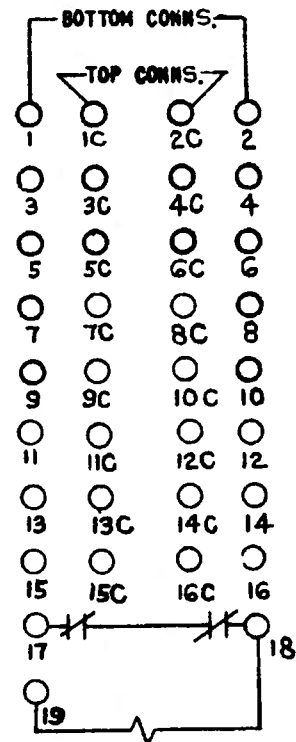 BOTTOM CONNS.
TOP CONNS.
1 1C 2C 2
3 3C 4C 4
5 5C 6C 6
7 7C 8C 8
9 9C 10C 10
11 11C 12C 12
13 13C 14C 14
15 15C 16C 16
17 18
19